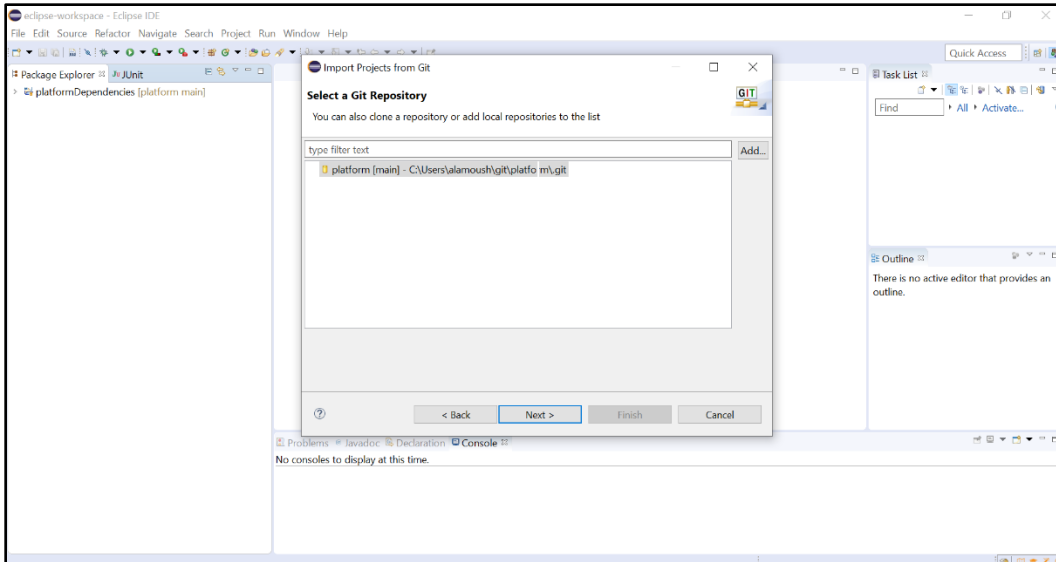 eclipse-workspace - Eclipse IDE
File Edit Source Refactor Navigate Search Project Run Window Help
Quick Access
Package Explorer JUnit
platformDependencies [platform main]
Import Projects from Git
Select a Git Repository
GIT
You can also clone a repository or add local repositories to the list
type filter text
Add...
platform [main] - C:\Users\alamoush\git\platfo m\.git
< Back Next > Finish Cancel
Task List
Find All Activate...
Outline
There is no active editor that provides an
outline.
Problems Javadoc Declaration Console
No consoles to display at this time.